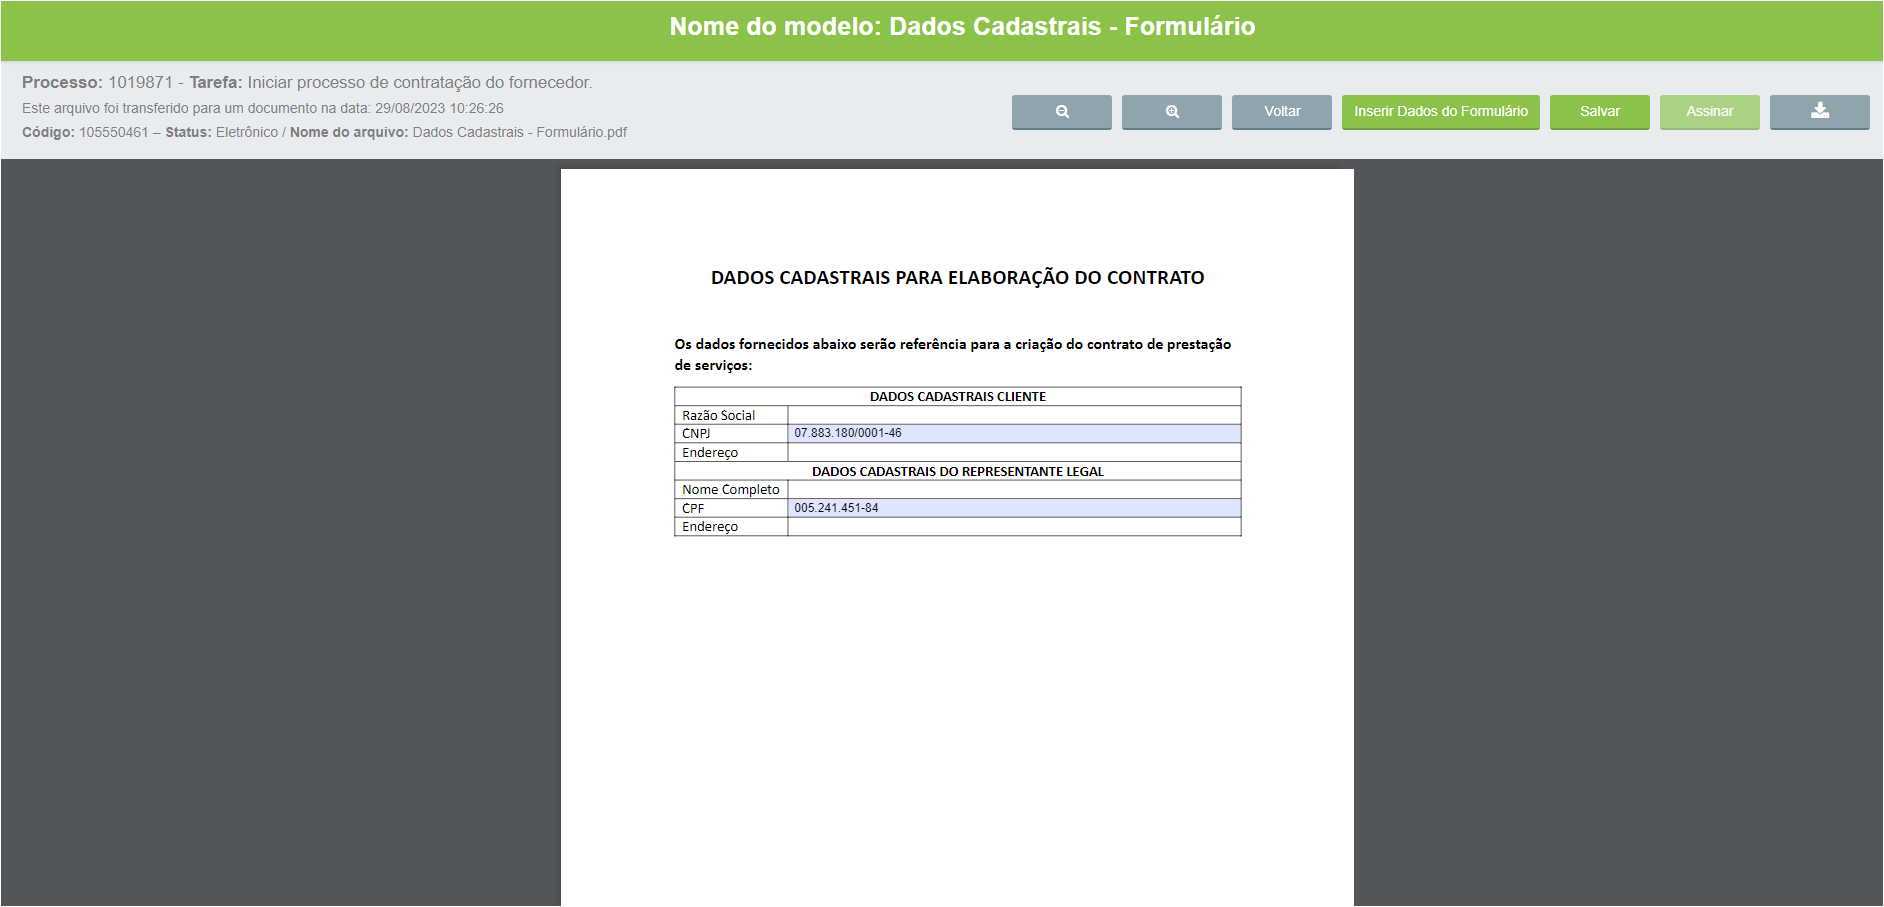 Nome do modelo: Dados Cadastrais - Formulário
Processo: 1019871 - Tarefa: Iniciar processo de contratação do fornecedor.
Este arquivo foi transferido para um documento na data: 29/08/2023 10:26:26
Código: 105550461 – Status: Eletrônico / Nome do arquivo: Dados Cadastrais - Formulário.pdf
Voltar
Inserir Dados do Formulário
Salvar
Assinar
DADOS CADASTRAIS PARA ELABORAÇÃO DO CONTRATO
Os dados fornecidos abaixo serão referência para a criação do contrato de prestação
de serviços:
DADOS CADASTRAIS CLIENTE
Razão Social
CNPJ 07.883.180/0001-46
Endereço
DADOS CADASTRAIS DO REPRESENTANTE LEGAL
Nome Completo
CPF 005.241.451-84
Endereço